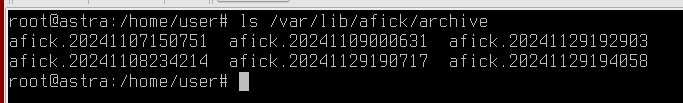 root@astra:/home/user# ls /var/lib/afick/archive
afick.20241107150751  afick.20241109000631  afick.20241129192903
afick.20241108234214  afick.20241129190717  afick.20241129194058
root@astra:/home/user#